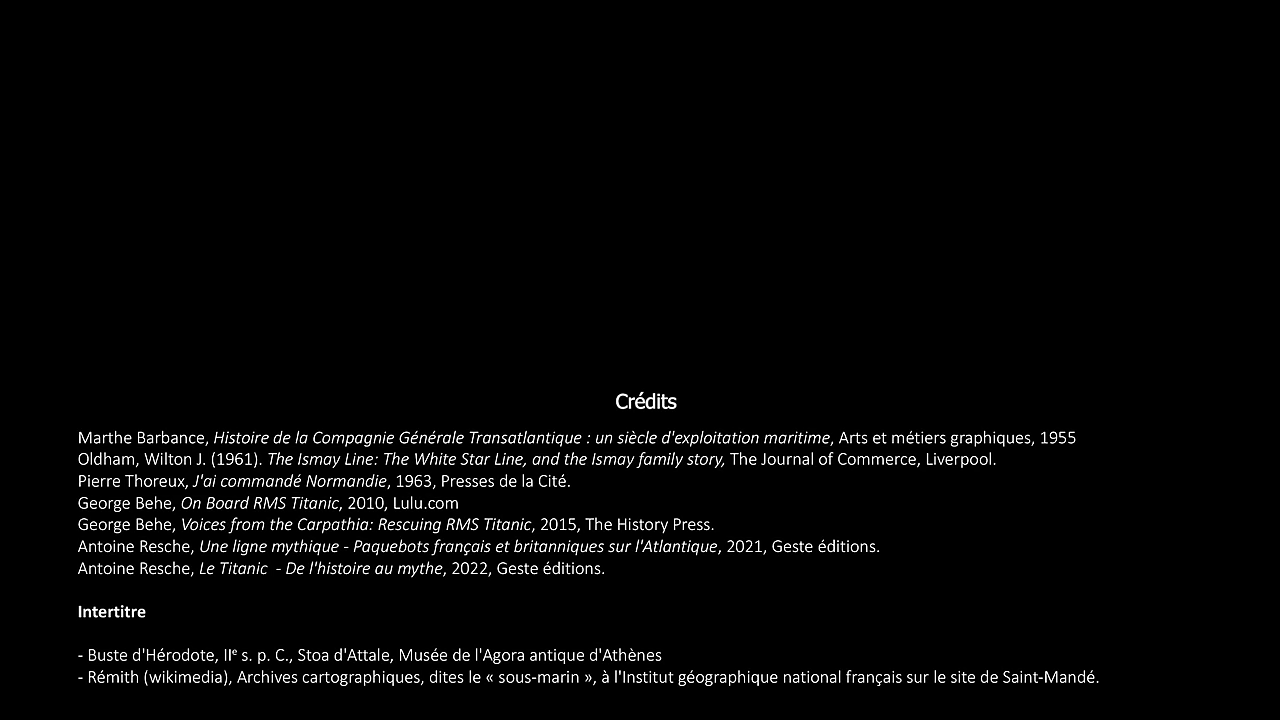 Crédits
Marthe Barbance, Histoire de la Compagnie Générale Transatlantique : un siècle d'exploitation maritime, Arts et métiers graphiques, 1955
Oldham, Wilton J. (1961). The Ismay Line: The White Star Line, and the Ismay family story, The Journal of Commerce, Liverpool.
Pierre Thoreux, J'ai commandé Normandie, 1963, Presses de la Cité.
George Behe, On Board RMS Titanic, 2010, Lulu.com
George Behe, Voices from the Carpathia: Rescuing RMS Titanic, 2015, The History Press.
Antoine Resche, Une ligne mythique - Paquebots français et britanniques sur l'Atlantique, 2021, Geste éditions.
Antoine Resche, Le Titanic  - De l'histoire au mythe, 2022, Geste éditions.
Intertitre
- Buste d'Hérodote, IIᵉ s. p. C., Stoa d'Attale, Musée de l'Agora antique d'Athènes
- Rémith (wikimedia), Archives cartographiques, dites le « sous-marin », à l'Institut géographique national français sur le site de Saint-Mandé.